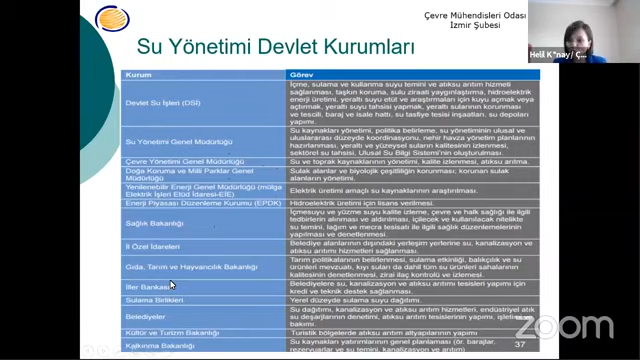 Çevre Mühendisleri Odası
İzmir Şubesi
Su Yönetimi Devlet Kurumları
Kurum
Görev
Devlet Su İşleri (DSİ)
İçme, sulama ve kullanma suyu temini ve atıksu arıtım hizmeti
sağlanması, taşkın koruma, sulu ziraati yaygınlaştırma, hidroelektrik
enerji üretimi, yeraltı suyu etüt ve araştırmaları için kuyu açmak veya
açtırmak, yeraltı suyu tahsisi yapmak, yeraltı sularının korunması
ve tescili, baraj ve isale hattı, su tasfiye tesisi inşaatları, su depoları
yapımı.
Su Yönetimi Genel Müdürlüğü
Su kaynakları yönetimi, politika belirleme, su yönetiminin ulusal ve
uluslararası düzeyde koordinasyonu, nehir havza yönetim planlarının
hazırlanması, yeraltı ve yüzeysel suların kalitesinin izlenmesi,
sektörel su tahsisi, Ulusal Su Bilgi Sistemi'nin oluşturulması.
Çevre Yönetimi Genel Müdürlüğü
Su ve toprak kaynaklarının yönetimi, kalite izlenmesi, atıksu arıtma.
Doğa Koruma ve Milli Parklar Genel
Müdürlüğü
Sulak alanlar ve biyolojik çeşitliliğin korunması; korunan sulak
alanların yönetimi.
Yenilenebilir Enerji Genel Müdürlüğü (mülga
Elektrik İşleri Etüd İdaresi-EİE)
Elektrik üretimi amaçlı su kaynaklarının araştırılması.
Enerji Piyasası Düzenleme Kurumu (EPDK)
Hidroelektrik üretimi için lisans verilmesi.
Sağlık Bakanlığı
İçmesuyu ve yüzme suyu kalite izleme, çevre ve halk sağlığı ile ilgili
tedbirlerin alınması ve aldırılması, içilecek ve kullanılacak nitelikte
su temini, lağım ve mecra tesisatı ile ilgili sağlık düzenlemelerinin
yapılması ve denetlenmesi.
İl Özel İdareleri
Belediye alanlarının dışındaki yerleşim yerlerine su, kanalizasyon ve
atıksu arıtımı hizmetleri sağlanması.
Gıda, Tarım ve Hayvancılık Bakanlığı
Tarım politikalarının belirlenmesi, sulama etkinliği, balıkçılık ve su
ürünleri mevzuatı, kıyı suları da dahil tüm su ürünleri sahalarının
kalitesinin denetlenmesi, zirai ilaç kontrolü ve izlemesi.
İller Bankası
Belediyelere su, kanalizasyon ve atıksu arıtımı tesisleri yapımı için
kredi ve teknik destek sağlanması.
Sulama Birlikleri
Yerel düzeyde sulama suyu dağıtımı.
Belediyeler
Su dağıtımı, kanalizasyon ve atıksu arıtımı hizmetleri, endüstriyel atık
su deşarjlarının denetimi, atıksu arıtma tesislerinin yapımı, işletimi
bakımı.
Kültür ve Turizm Bakanlığı
Turistik bölgelerde atıksu altyapılarının yapımı
Kalkınma Bakanlığı
Su kaynakları yatırımlarının genel planlaması (ör. barajlar,
rezervuarlar ve su temini, kanalizasyon ve arıtım)
37
zoom
Helil K*nay / Ç...